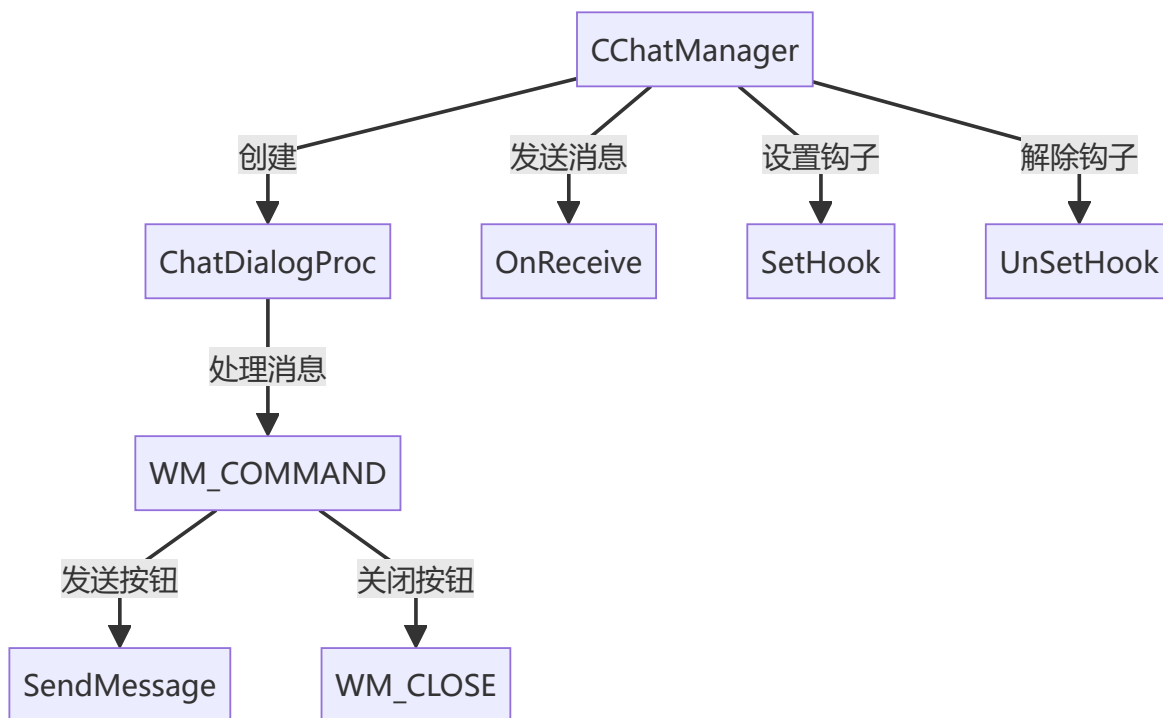 CChatManager
创建
发送消息
设置钩子
解除钩子
ChatDialogProc
OnReceive
SetHook
UnSetHook
处理消息
WM_COMMAND
发送按钮
关闭按钮
SendMessage
WM_CLOSE